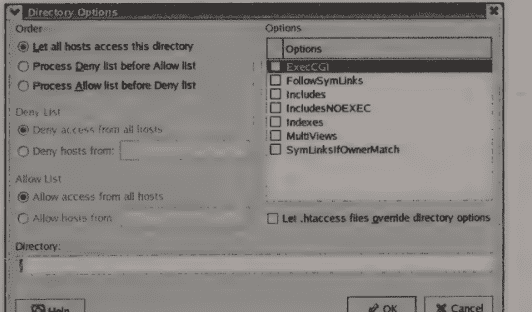 Directory Options
Order
Let all hosts access this directory
Process Deny list before Allow list
Process Allow list before Deny list
Deny List
Deny access from all hosts
Deny hosts from:
Allow List
Allow access from all hosts
Allow hosts from:
Directory:
Options
Options
ExecCGI
FollowSymLinks
Includes
IncludesNOEXEC
Indexes
MultiViews
SymLinksIfOwnerMatch
Let .htaccess files override directory options
Help
OK
Cancel